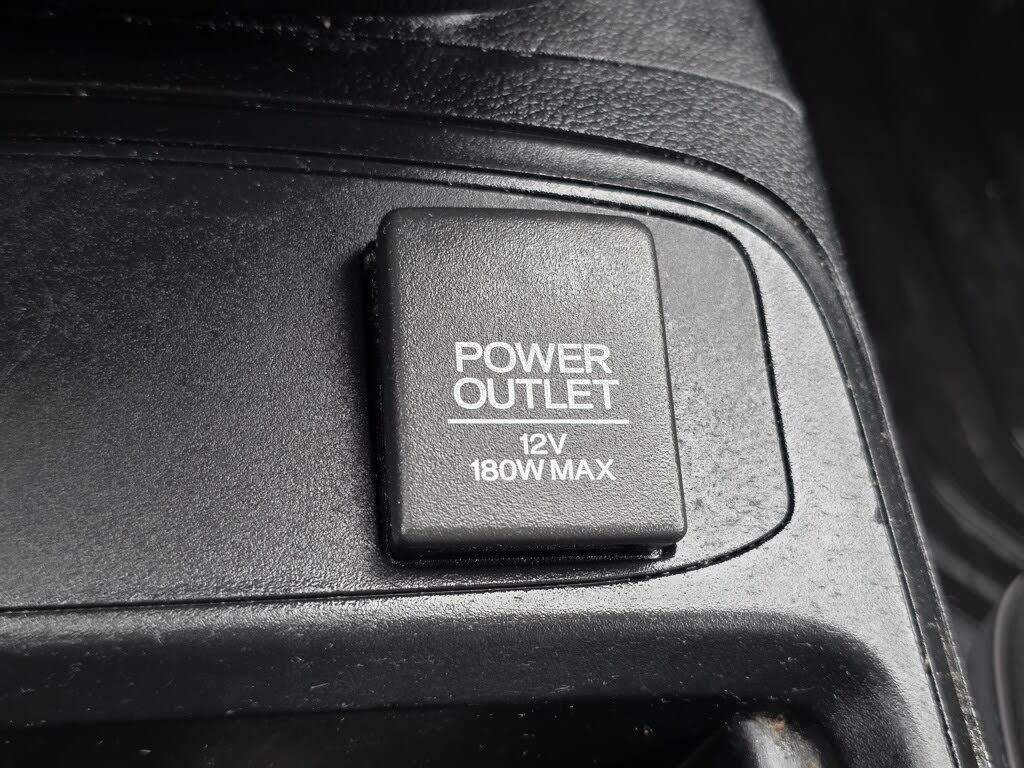 POWER
OUTLET
12V
180W MAX